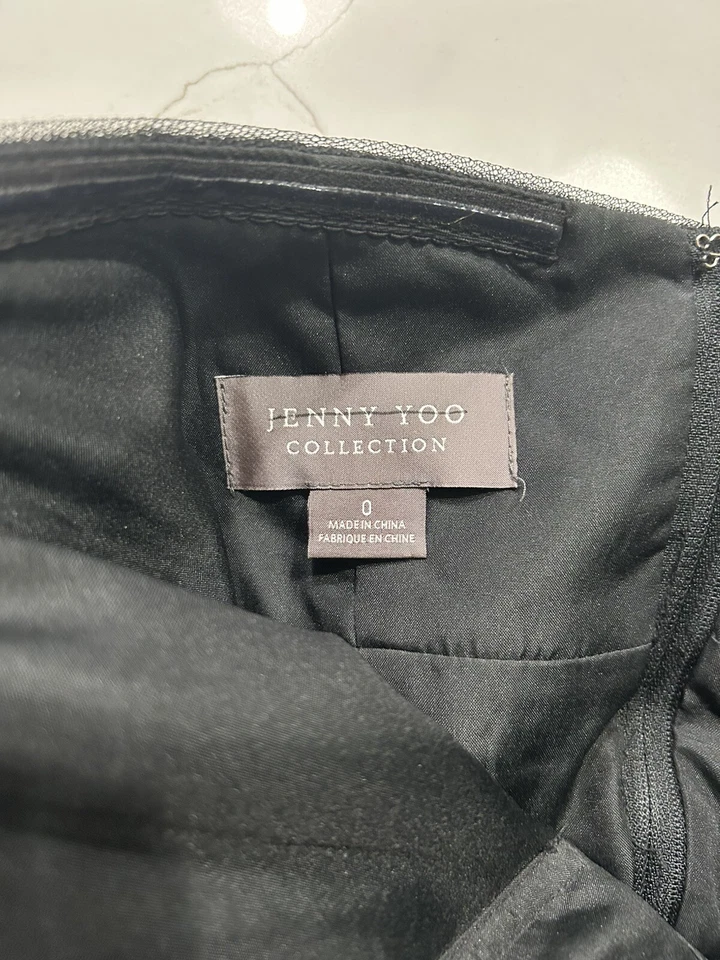 JENNY YOO
COLLECTION
0
MADE IN CHINA
FABRIQUE EN CHINE